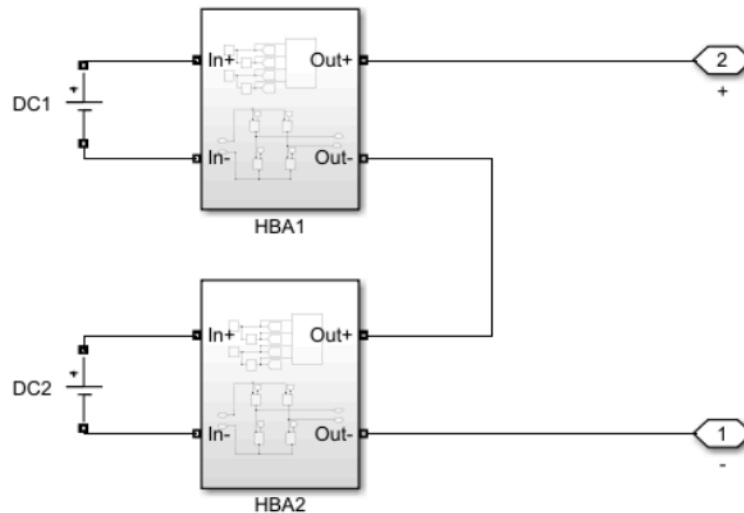 DC1
In+
Out+
In-
Out-
HBA1
2
+
DC2
In+
Out+
In-
Out-
HBA2
1
-